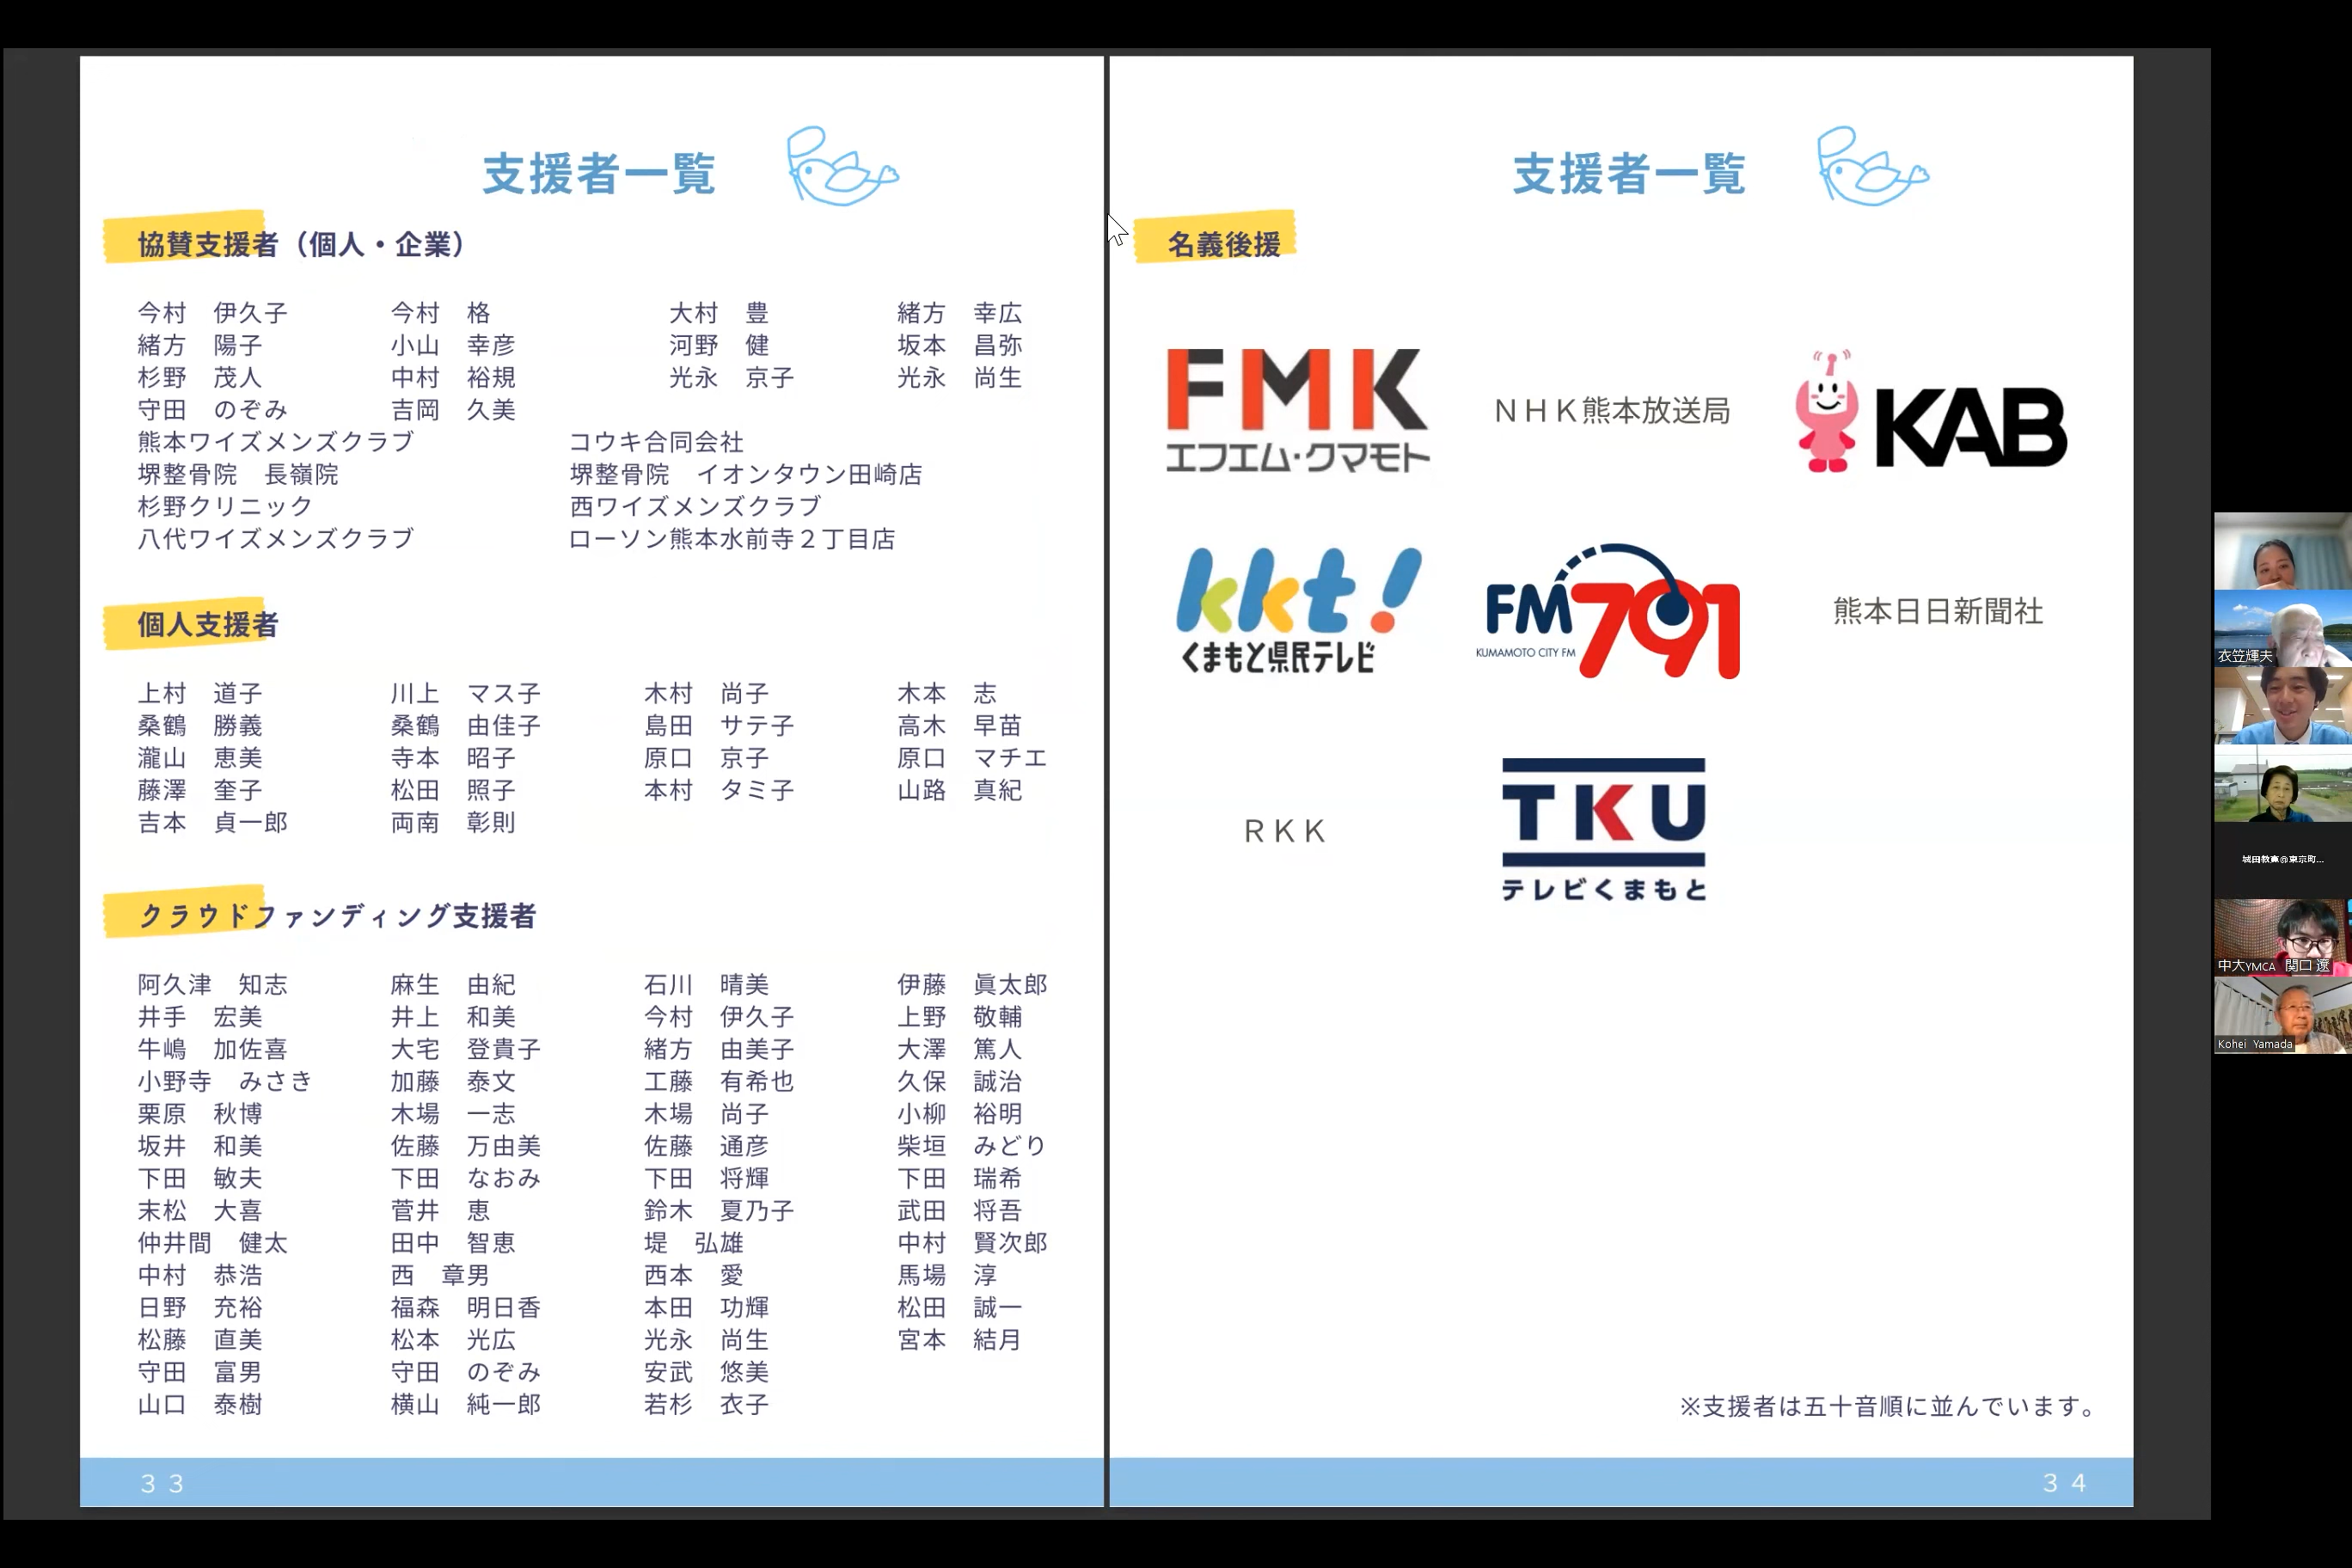 支援者一覧
協賛支援者（個人・企業）
今村　伊久子　今村　格　大村　豊　緒方　幸広
緒方　陽子　小山　幸彦　河野　健　坂本　昌弥
杉野　茂人　中村　裕規　光永　京子　光永　尚生
守田　のぞみ　吉岡　久美
熊本ワイズメンズクラブ　コウキ合同会社
堺整骨院　長嶺院　堺整骨院　イオンタウン田崎店
杉野クリニック　西ワイズメンズクラブ
八代ワイズメンズクラブ　ローソン熊本水前寺２丁目店
個人支援者
上村　道子　川上　マス子　木村　尚子　木本　志
桑鶴　勝義　桑鶴　由佳子　島田　サテ子　高木　早苗
瀧山　恵美　寺本　昭子　原口　京子　原口　マチエ
藤澤　奎子　松田　照子　本村　タミ子　山路　真紀
吉本　貞一郎　両南　彰則
クラウドファンディング支援者
阿久津　知志　麻生　由紀　石川　晴美　伊藤　眞太郎
井手　宏美　井上　和美　今村　伊久子　上野　敬輔
牛嶋　加佐喜　大宅　登貴子　緒方　由美子　大澤　篤人
小野寺　みさき　加藤　泰文　工藤　有希也　久保　誠治
栗原　秋博　木場　一志　木場　尚子　小柳　裕明
坂井　和美　佐藤　万由美　佐藤　通彦　柴垣　みどり
下田　敏夫　下田　なおみ　下田　将輝　下田　瑞希
末松　大喜　菅井　恵　鈴木　夏乃子　武田　将吾
仲井間　健太　田中　智恵　堤　弘雄　中村　賢次郎
中村　恭浩　西　章男　西本　愛　馬場　淳
日野　充裕　福森　明日香　本田　功輝　松田　誠一
松藤　直美　松本　光広　光永　尚生　宮本　結月
守田　富男　守田　のぞみ　安武　悠美
山口　泰樹　横山　純一郎　若杉　衣子
３３
支援者一覧
名義後援
FMK
エフエム・クマモト
ＮＨＫ熊本放送局
KAB
kkt!
くまもと県民テレビ
FM791
KUMAMOTO CITY FM
熊本日日新聞社
ＲＫＫ
TKU
テレビくまもと
※支援者は五十音順に並んでいます。
３４
衣笠輝夫
中大YMCA　関口 遼
Kohei Yamada